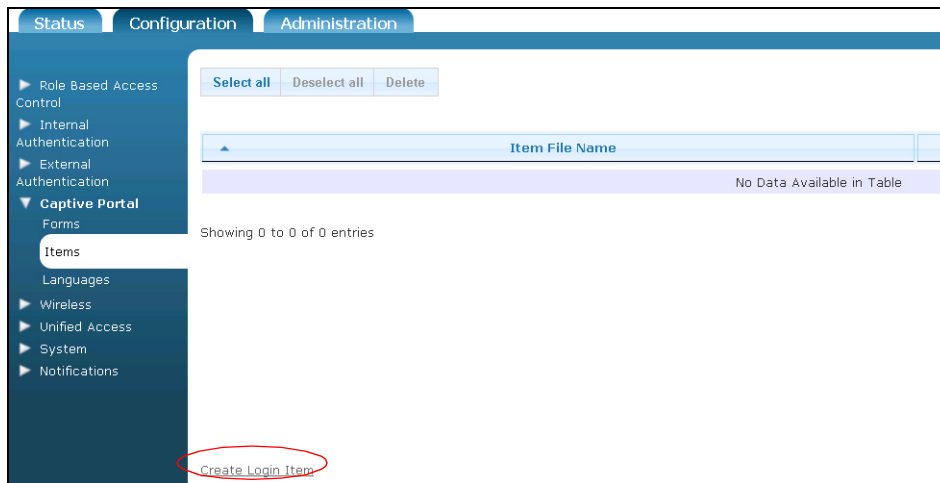 Status
Configuration
Administration
Role Based Access
Control
Internal
Authentication
External
Authentication
Captive Portal
Forms
Items
Languages
Wireless
Unified Access
System
Notifications
Select all
Deselect all
Delete
Item File Name
No Data Available in Table
Showing 0 to 0 of 0 entries
Create Login Item